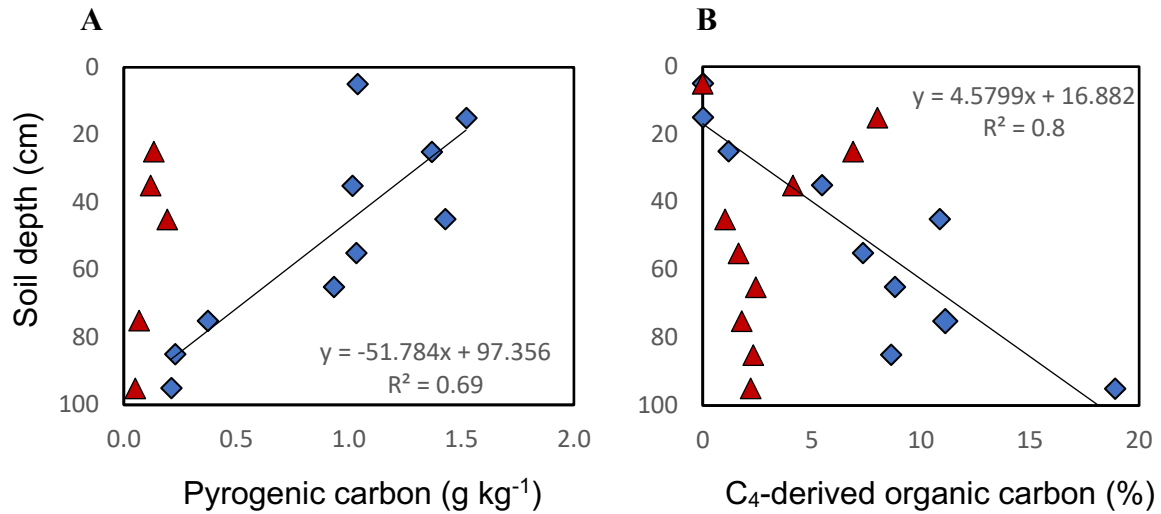 A
B
0
20
40
60
80
100
Soil depth (cm)
y = -51.784x + 97.356
R² = 0.69
0.0 0.5 1.0 1.5 2.0
Pyrogenic carbon (g kg⁻¹)
0
20
40
60
80
100
y = 4.5799x + 16.882
R² = 0.8
0 5 10 15 20
C₄-derived organic carbon (%)